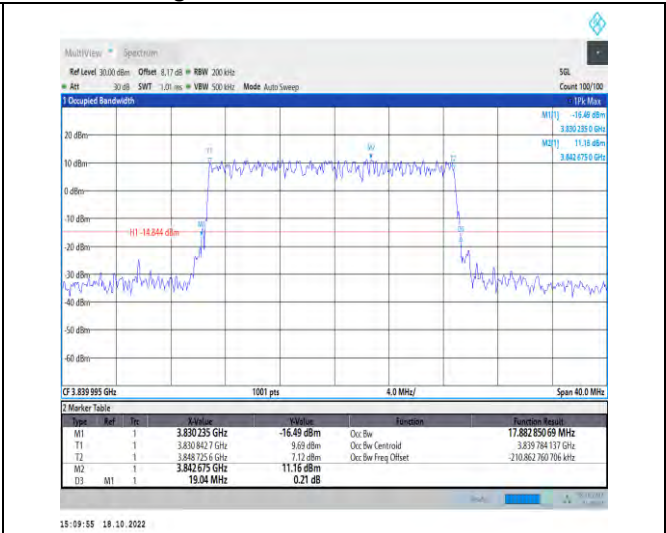 MultiView Spectrum
Ref Level 30.00 dBm Offset 8.17 dB RBW 200 kHz SGL
Att 30 dB SWT 1.01 ms VBW 500 kHz Mode Auto Sweep Count 100/100
1 Occupied Bandwidth 1Pk Max
M1[1] -16.49 dBm
3.830 235 0 GHz
M2[1] 11.16 dBm
3.842 675 0 GHz
20 dBm
10 dBm
0 dBm
-10 dBm
H1 -14.844 dBm
-20 dBm
-30 dBm
-40 dBm
-50 dBm
-60 dBm
T1
M2
T2
M1
D3
CF 3.839 995 GHz 1001 pts 4.0 MHz/ Span 40.0 MHz
2 Marker Table
Type Ref Trc X-Value Y-Value Function Function Result
M1 1 3.830 235 GHz -16.49 dBm Occ Bw 17.882 850 69 MHz
T1 1 3.830 842 7 GHz 9.69 dBm Occ Bw Centroid 3.839 784 137 GHz
T2 1 3.848 725 6 GHz 7.12 dBm Occ Bw Freq Offset -210.862 760 706 kHz
M2 1 3.842 675 GHz 11.16 dBm
D3 M1 1 19.04 MHz 0.21 dB
Ready
15:09:55 18.10.2022